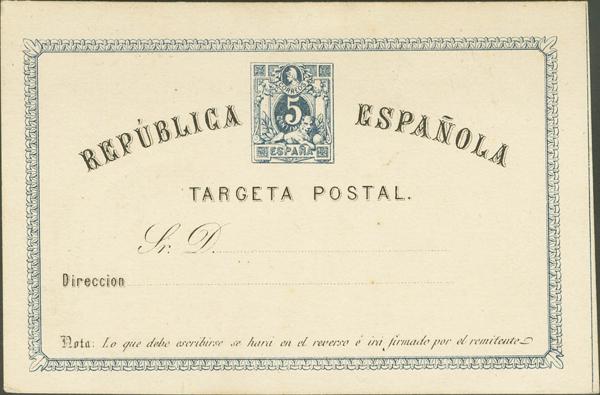 CORREOS
5
ESPAÑA
REPÚBLICA ESPAÑOLA
TARGETA POSTAL.
Sr. D.
Direccion
Nota: Lo que debe escribirse se hará en el reverso é irá firmado por el remitente